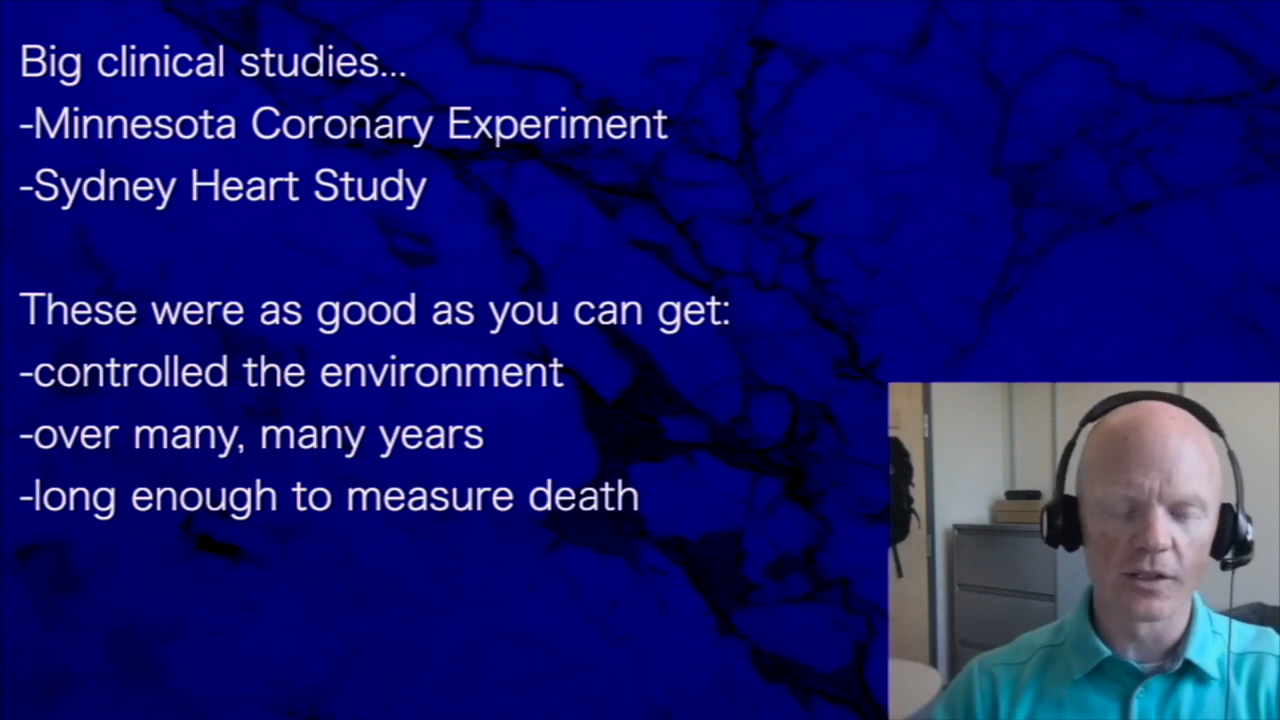 Big clinical studies...
-Minnesota Coronary Experiment
-Sydney Heart Study
These were as good as you can get:
-controlled the environment
-over many, many years
-long enough to measure death